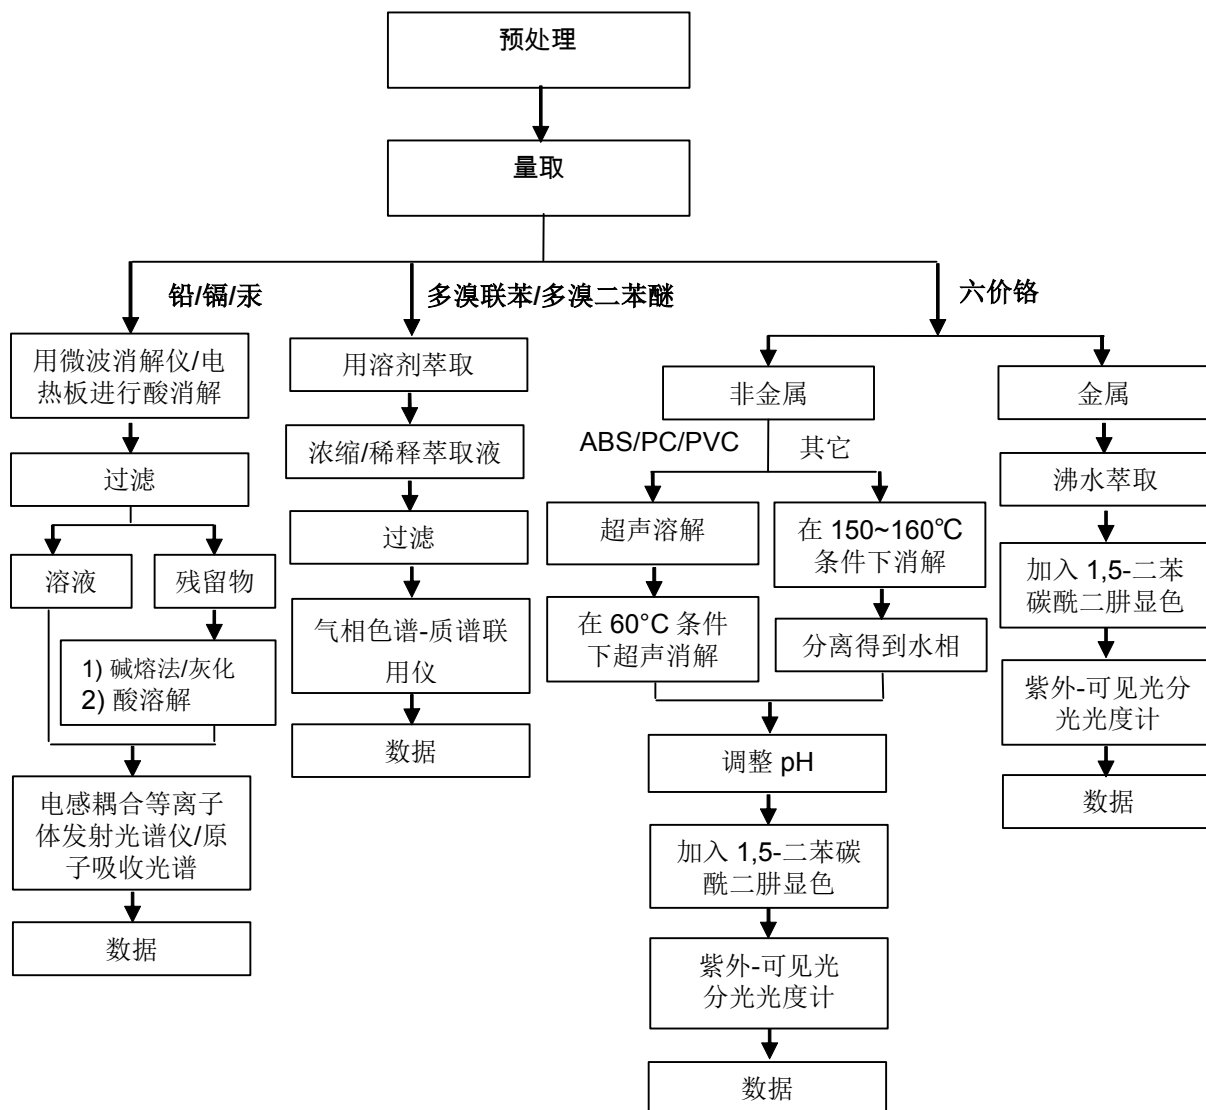 预处理
量取
铅/镉/汞
多溴联苯/多溴二苯醚
六价铬
用微波消解仪/电
热板进行酸消解
过滤
溶液
残留物
1) 碱熔法/灰化
2) 酸溶解
电感耦合等离子
体发射光谱仪/原
子吸收光谱
数据
用溶剂萃取
浓缩/稀释萃取液
过滤
气相色谱-质谱联
用仪
数据
非金属
ABS/PC/PVC
其它
超声溶解
在 60°C 条件
下超声消解
在 150~160℃
条件下消解
分离得到水相
调整 pH
加入 1,5-二苯碳
酰二肼显色
紫外-可见光
分光光度计
数据
金属
沸水萃取
加入 1,5-二苯
碳酰二肼显色
紫外-可见光分
光光度计
数据